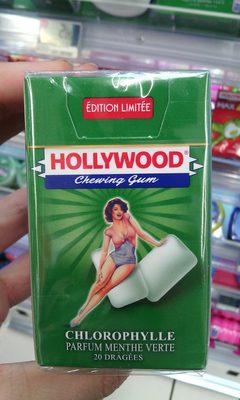 ÉDITION LIMITÉE
HOLLYWOOD®
Chewing Gum
CHLOROPHYLLE
PARFUM MENTHE VERTE
20 DRAGÉES